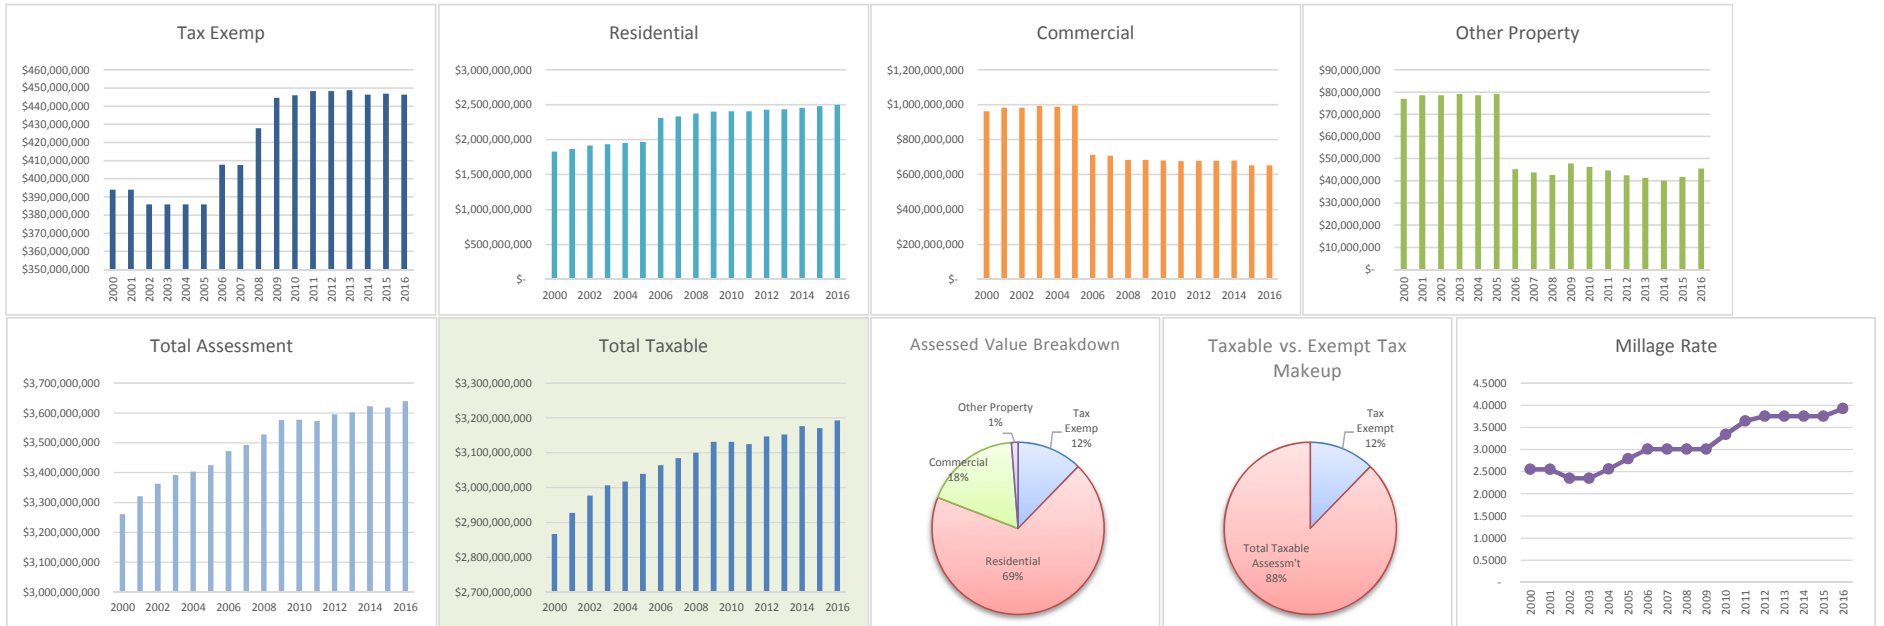 Tax Exemp
$460,000,000
$450,000,000
$440,000,000
$430,000,000
$420,000,000
$410,000,000
$400,000,000
$390,000,000
$380,000,000
$370,000,000
$360,000,000
$350,000,000
2000 2001 2002 2003 2004 2005 2006 2007 2008 2009 2010 2011 2012 2013 2014 2015 2016
Residential
$3,000,000,000
$2,500,000,000
$2,000,000,000
$1,500,000,000
$1,000,000,000
$500,000,000
$-
2000 2002 2004 2006 2008 2010 2012 2014 2016
Commercial
$1,200,000,000
$1,000,000,000
$800,000,000
$600,000,000
$400,000,000
$200,000,000
$-
2000 2002 2004 2006 2008 2010 2012 2014 2016
Other Property
$90,000,000
$80,000,000
$70,000,000
$60,000,000
$50,000,000
$40,000,000
$30,000,000
$20,000,000
$10,000,000
$-
2000 2001 2002 2003 2004 2005 2006 2007 2008 2009 2010 2011 2012 2013 2014 2015 2016
Total Assessment
$3,700,000,000
$3,600,000,000
$3,500,000,000
$3,400,000,000
$3,300,000,000
$3,200,000,000
$3,100,000,000
$3,000,000,000
2000 2002 2004 2006 2008 2010 2012 2014 2016
Total Taxable
$3,300,000,000
$3,200,000,000
$3,100,000,000
$3,000,000,000
$2,900,000,000
$2,800,000,000
$2,700,000,000
2000 2002 2004 2006 2008 2010 2012 2014 2016
Assessed Value Breakdown
Other Property
1%
Tax
Exemp
12%
Commercial
18%
Residential
69%
Taxable vs. Exempt Tax
Makeup
Tax
Exempt
12%
Total Taxable
Assessm't
88%
Millage Rate
4.5000
4.0000
3.5000
3.0000
2.5000
2.0000
1.5000
1.0000
0.5000
-
2000 2001 2002 2003 2004 2005 2006 2007 2008 2009 2010 2011 2012 2013 2014 2015 2016